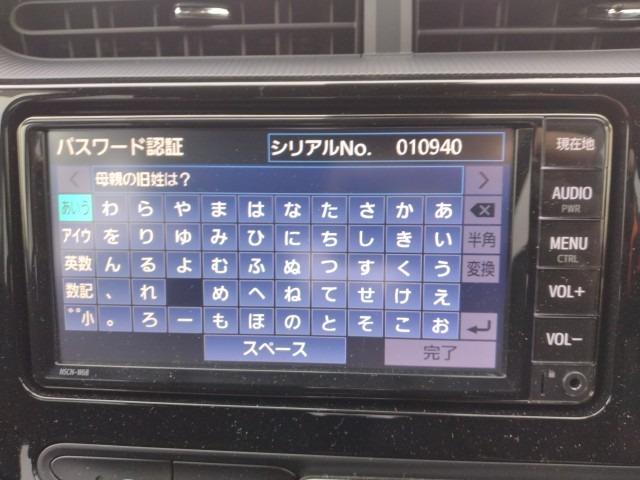 パスワード認証 シリアルNo. 010940
母親の旧姓は?
あいう わ ら や ま は な た さ か あ
アイウ を り ゆ み ひ に ち し き い 半角
英数 ん る よ む ふ ぬ つ す く う 変換
数記 、 れ め へ ね て せ け え
゛゜小 。 ろ ー も ほ の と そ こ お
スペース 完了
現在地
AUDIO
PWR
MENU
CTRL
VOL+
VOL−
NSCN-W68